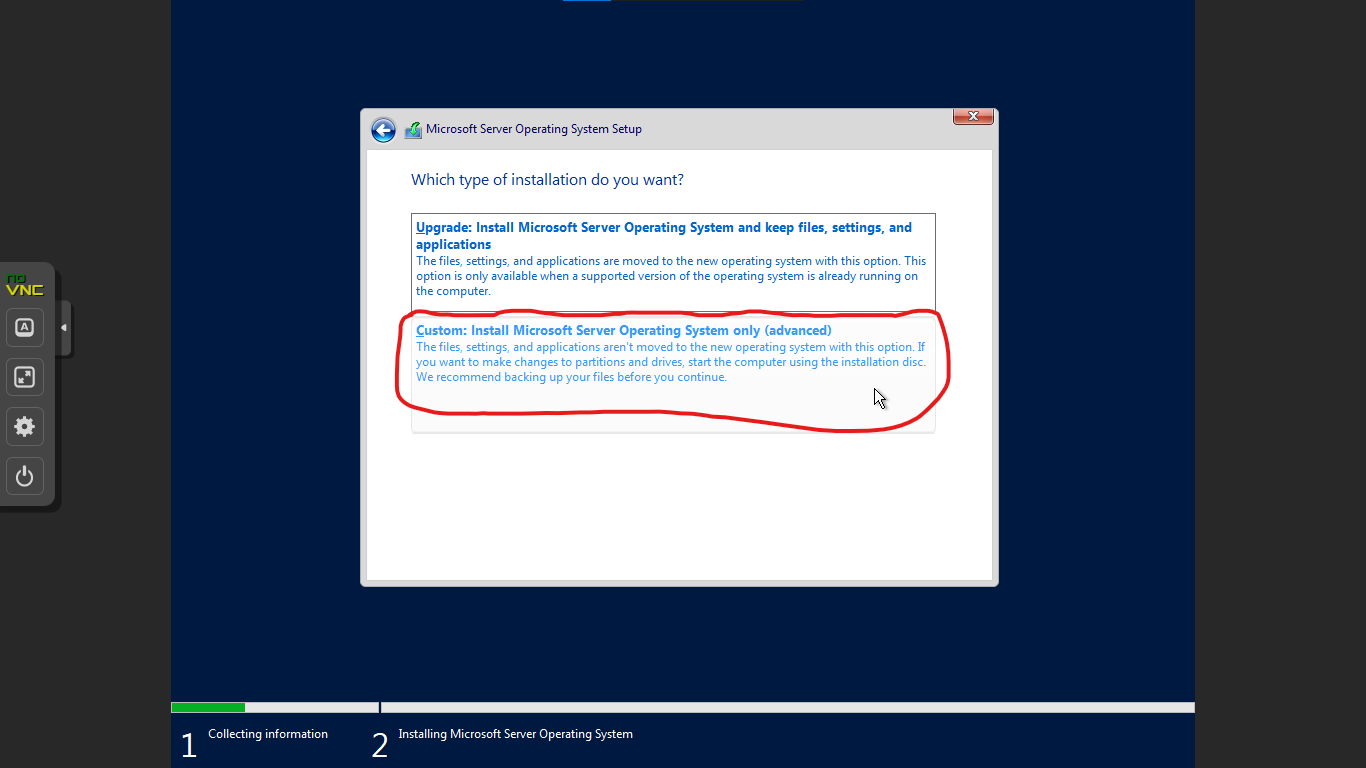 Microsoft Server Operating System Setup
Which type of installation do you want?
Upgrade: Install Microsoft Server Operating System and keep files, settings, and
applications
The files, settings, and applications are moved to the new operating system with this option. This
option is only available when a supported version of the operating system is already running on
the computer.
no
VNC
A
Custom: Install Microsoft Server Operating System only (advanced)
The files, settings, and applications aren't moved to the new operating system with this option. If
you want to make changes to partitions and drives, start the computer using the installation disc.
We recommend backing up your files before you continue.
1 Collecting information
2 Installing Microsoft Server Operating System